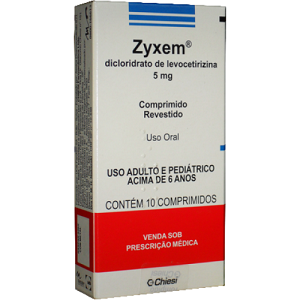 Zyxem®
dicloridrato de levocetirizina
5 mg
Comprimido
Revestido
Uso Oral
USO ADULTO E PEDIÁTRICO
ACIMA DE 6 ANOS
CONTÉM 10 COMPRIMIDOS
VENDA SOB
PRESCRIÇÃO MÉDICA
Chiesi